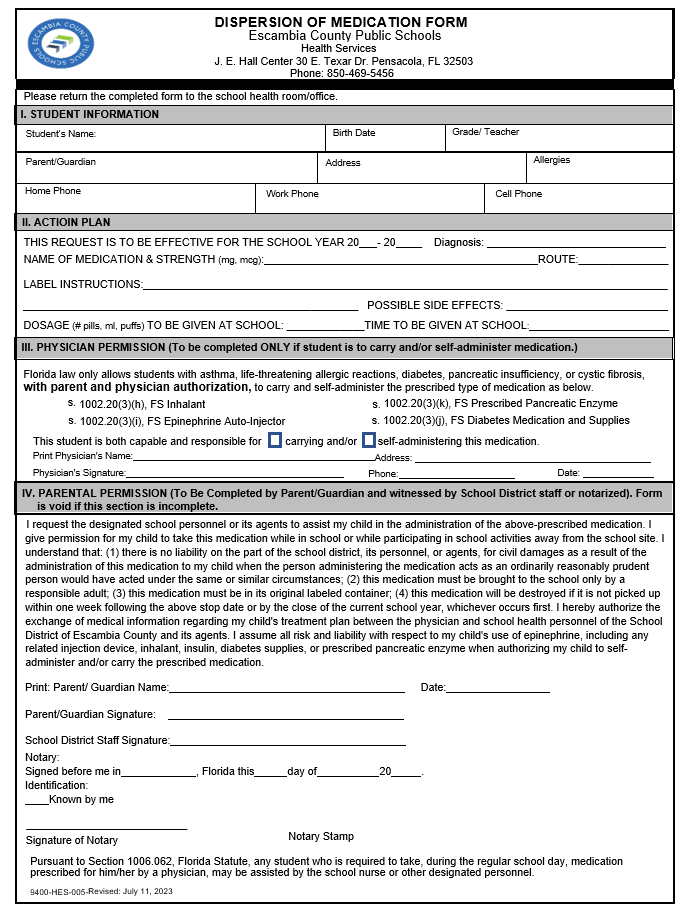 ESCAMBIA COUNTY PUBLIC SCHOOLS
DISPERSION OF MEDICATION FORM
Escambia County Public Schools
Health Services
J. E. Hall Center 30 E. Texar Dr. Pensacola, FL 32503
Phone: 850-469-5456
Please return the completed form to the school health room/office.
I. STUDENT INFORMATION
Student's Name: Birth Date Grade/ Teacher
Parent/Guardian Address Allergies
Home Phone Work Phone Cell Phone
II. ACTIOIN PLAN
THIS REQUEST IS TO BE EFFECTIVE FOR THE SCHOOL YEAR 20___- 20____ Diagnosis: ______________________________
NAME OF MEDICATION & STRENGTH (mg, mcg):______________________________ROUTE:______________
LABEL INSTRUCTIONS:______________________________
______________________________ POSSIBLE SIDE EFFECTS: ______________________________
DOSAGE (# pills, ml, puffs) TO BE GIVEN AT SCHOOL: ______________TIME TO BE GIVEN AT SCHOOL:______________
III. PHYSICIAN PERMISSION (To be completed ONLY if student is to carry and/or self-administer medication.)
Florida law only allows students with asthma, life-threatening allergic reactions, diabetes, pancreatic insufficiency, or cystic fibrosis,
with parent and physician authorization, to carry and self-administer the prescribed type of medication as below.
s. 1002.20(3)(h), FS Inhalant s. 1002.20(3)(k), FS Prescribed Pancreatic Enzyme
s. 1002.20(3)(i), FS Epinephrine Auto-Injector s. 1002.20(3)(j), FS Diabetes Medication and Supplies
This student is both capable and responsible for ☐ carrying and/or ☐ self-administering this medication.
Print Physician's Name:______________________________Address: ______________________________
Physician's Signature:______________________________ Phone:______________ Date: ____________
IV. PARENTAL PERMISSION (To Be Completed by Parent/Guardian and witnessed by School District staff or notarized). Form
is void if this section is incomplete.
I request the designated school personnel or its agents to assist my child in the administration of the above-prescribed medication. I
give permission for my child to take this medication while in school or while participating in school activities away from the school site. I
understand that: (1) there is no liability on the part of the school district, its personnel, or agents, for civil damages as a result of the
administration of this medication to my child when the person administering the medication acts as an ordinarily reasonably prudent
person would have acted under the same or similar circumstances; (2) this medication must be brought to the school only by a
responsible adult; (3) this medication must be in its original labeled container; (4) this medication will be destroyed if it is not picked up
within one week following the above stop date or by the close of the current school year, whichever occurs first. I hereby authorize the
exchange of medical information regarding my child's treatment plan between the physician and school health personnel of the School
District of Escambia County and its agents. I assume all risk and liability with respect to my child's use of epinephrine, including any
related injection device, inhalant, insulin, diabetes supplies, or prescribed pancreatic enzyme when authorizing my child to self-
administer and/or carry the prescribed medication.
Print: Parent/ Guardian Name:______________________________ Date:______________
Parent/Guardian Signature: ______________________________
School District Staff Signature:______________________________
Notary:
Signed before me in____________, Florida this_____day of__________20_____.
Identification:
____Known by me
______________________________
Signature of Notary Notary Stamp
Pursuant to Section 1006.062, Florida Statute, any student who is required to take, during the regular school day, medication
prescribed for him/her by a physician, may be assisted by the school nurse or other designated personnel.
9400-HES-005-Revised: July 11, 2023